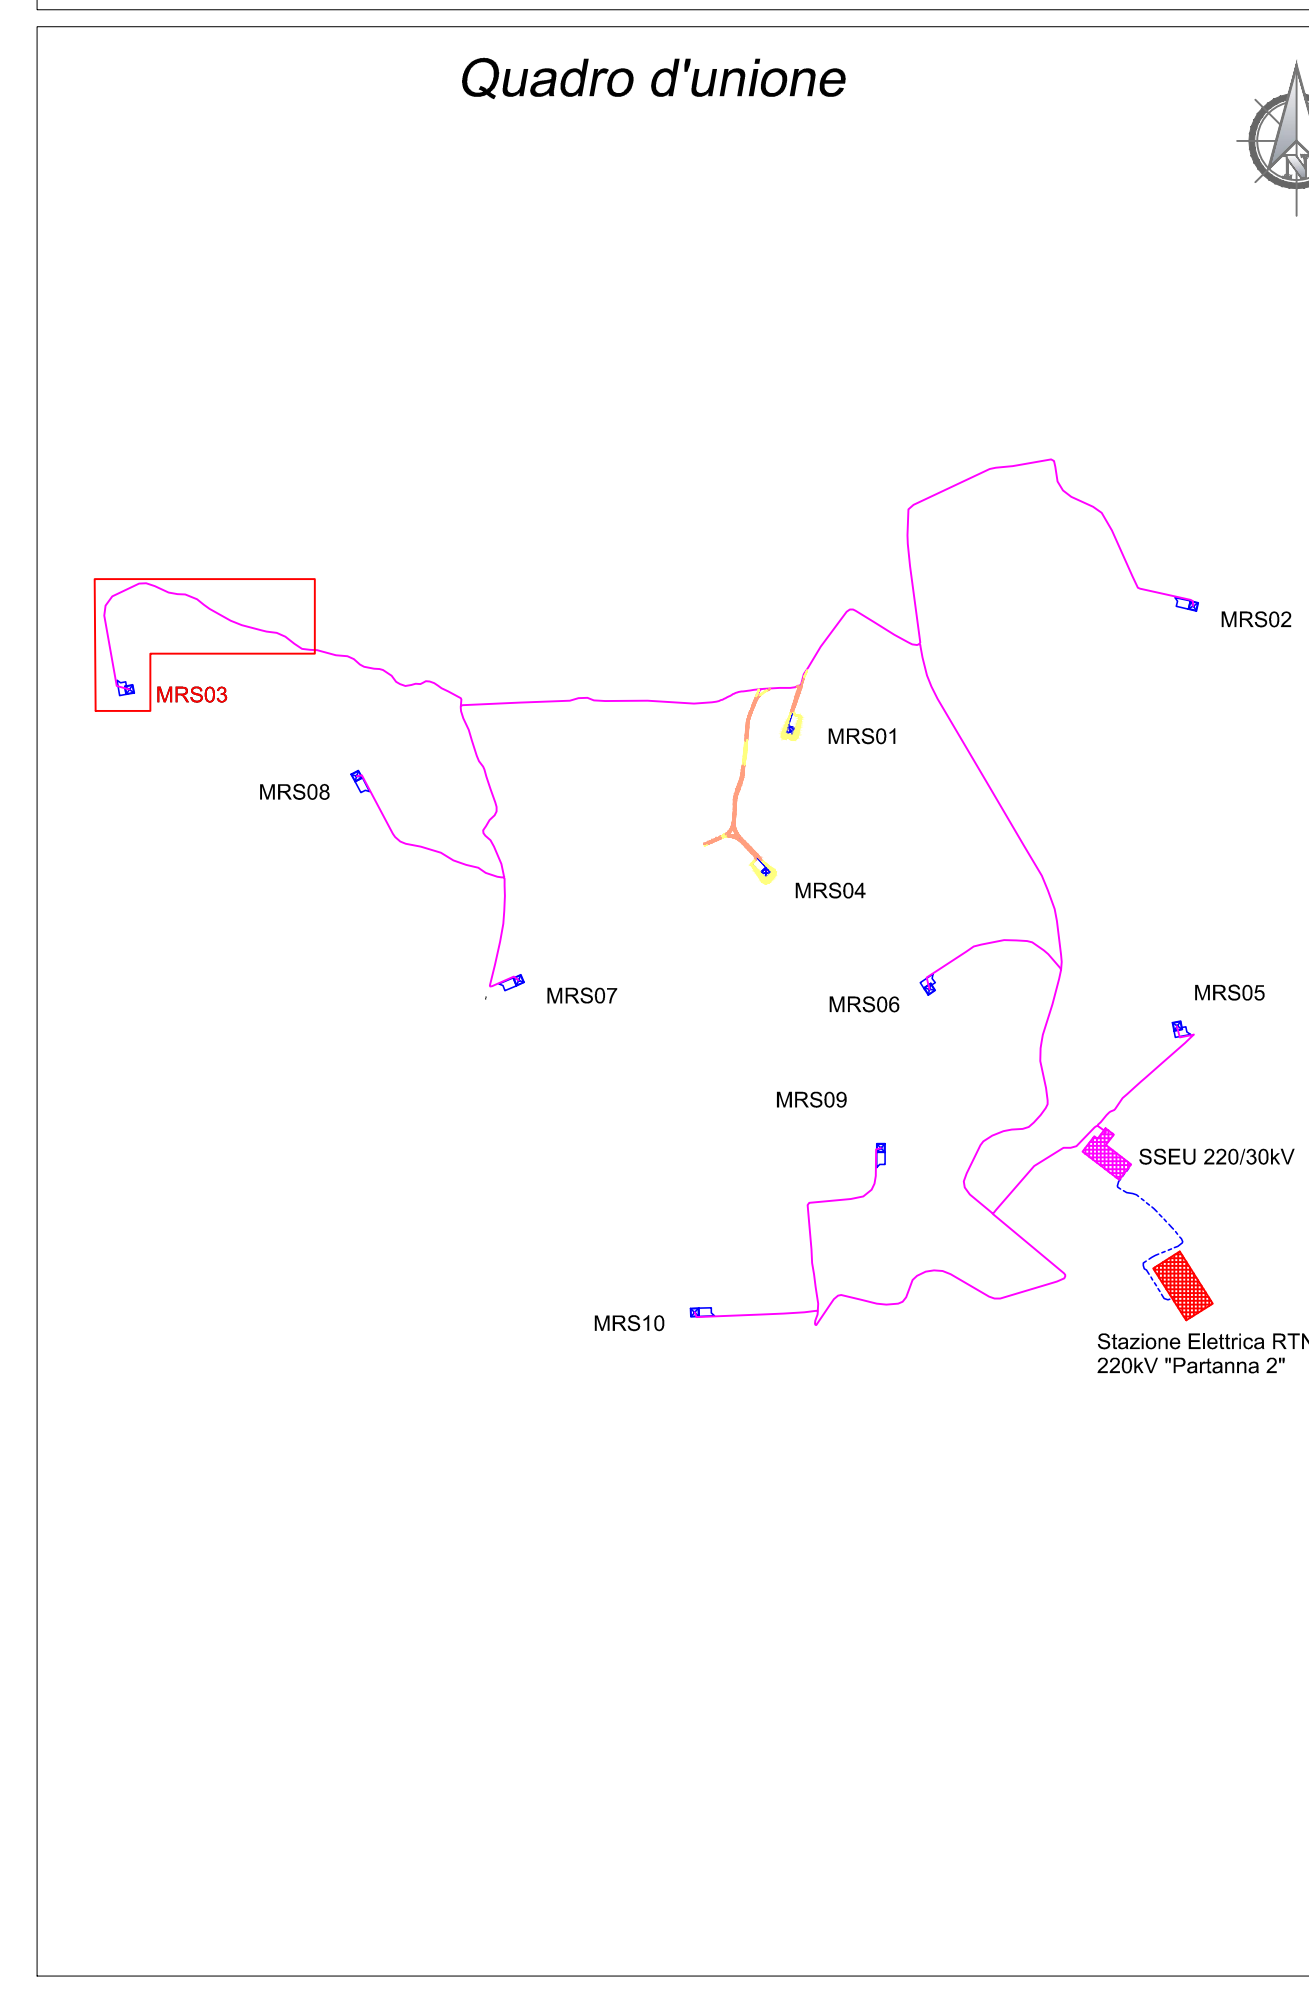 Quadro d'unione
N
MRS02
MRS03
MRS01
MRS08
MRS04
MRS07
MRS06
MRS05
MRS09
SSEU 220/30kV
MRS10
Stazione Elettrica RTN
220kV "Partanna 2"